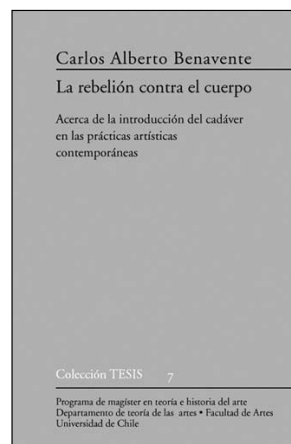 Carlos Alberto Benavente
La rebelión contra el cuerpo
Acerca de la introducción del cadáver
en las prácticas artísticas
contemporáneas
Colección TESIS 7
Programa de magíster en teoría e historia del arte
Departamento de teoría de las artes • Facultad de Artes
Universidad de Chile